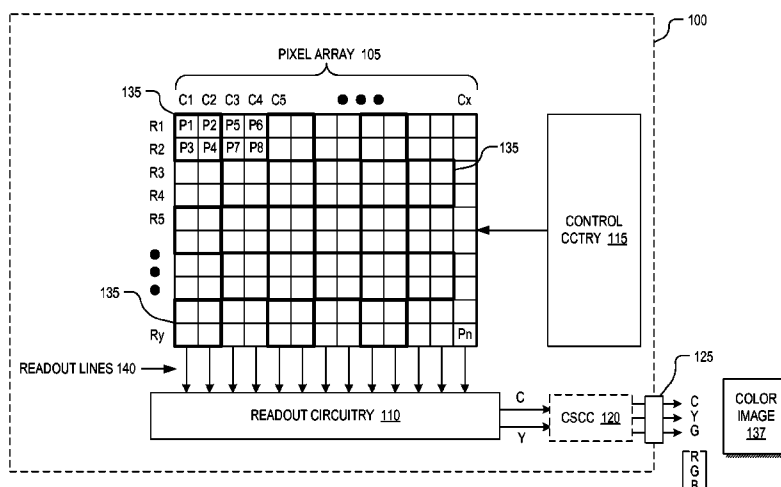 100
PIXEL ARRAY 105
135
C1 C2 C3 C4 C5 Cx
R1 P1 P2 P5 P6
R2 P3 P4 P7 P8
R3
135
R4
R5
CONTROL
CCTRY 115
135
Ry Pn
READOUT LINES 140
125
READOUT CIRCUITRY 110
C
Y
CSCC 120
C
Y
G
COLOR
IMAGE
137
R
G
B